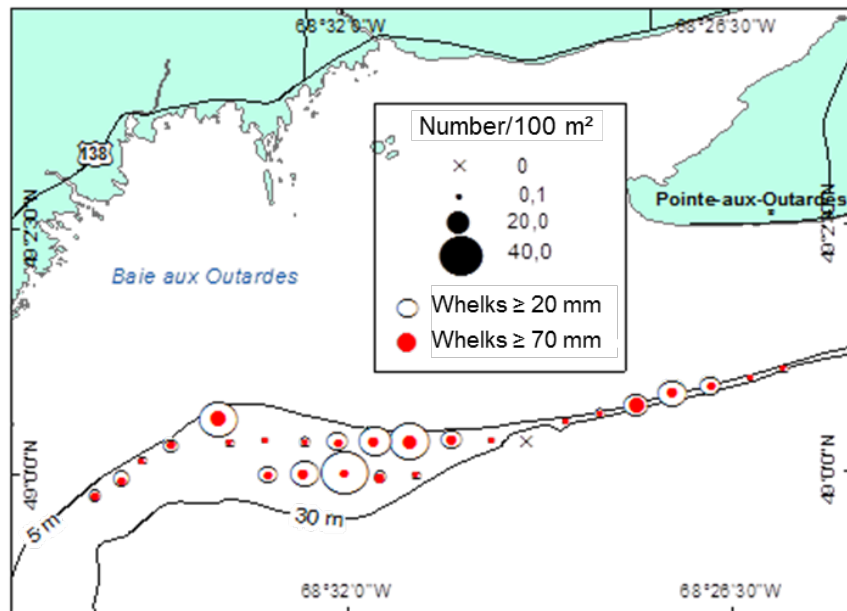 68°32'0"W
68°26'30"W
Number/100 m²
0
0,1
20,0
40,0
Whelks ≥ 20 mm
Whelks ≥ 70 mm
138
Pointe-aux-Outardes
49°2'30"N
49°2'30"N
Baie aux Outardes
49°0'0"N
49°0'0"N
5 m
30 m
68°32'0"W
68°26'30"W